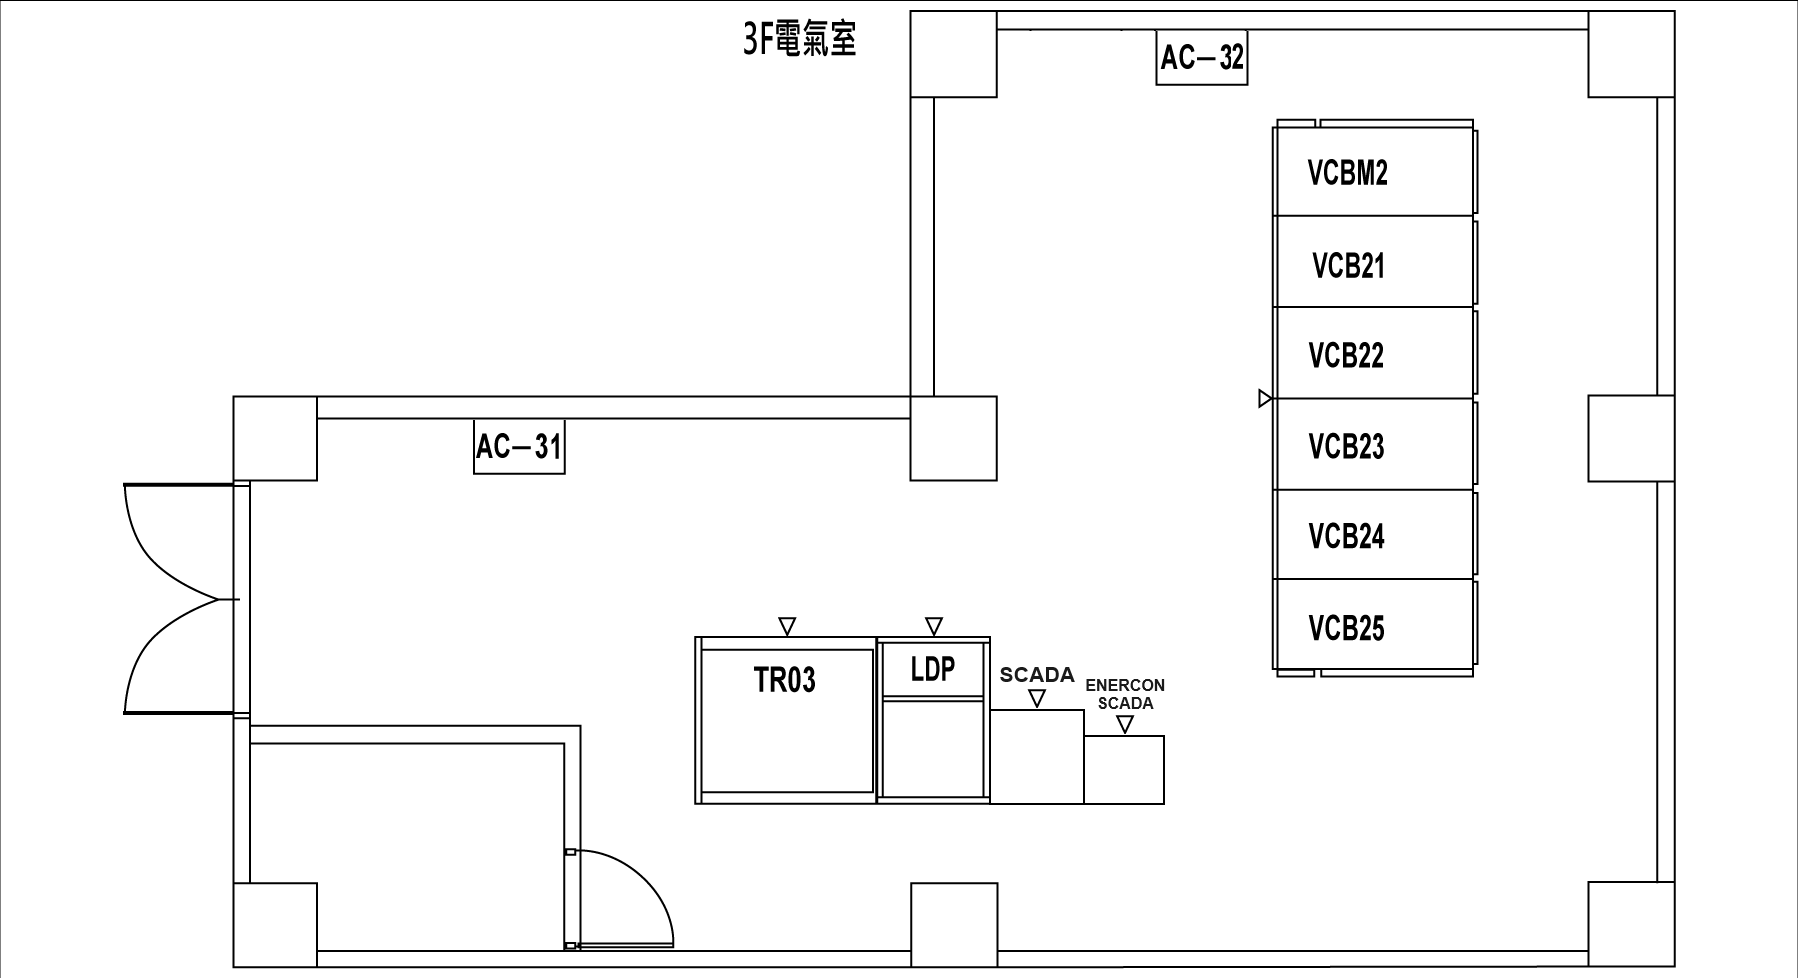 3F電氣室
AC-32
VCBM2
VCB21
VCB22
AC-31
VCB23
VCB24
VCB25
TR03
LDP
SCADA
ENERCON
SCADA